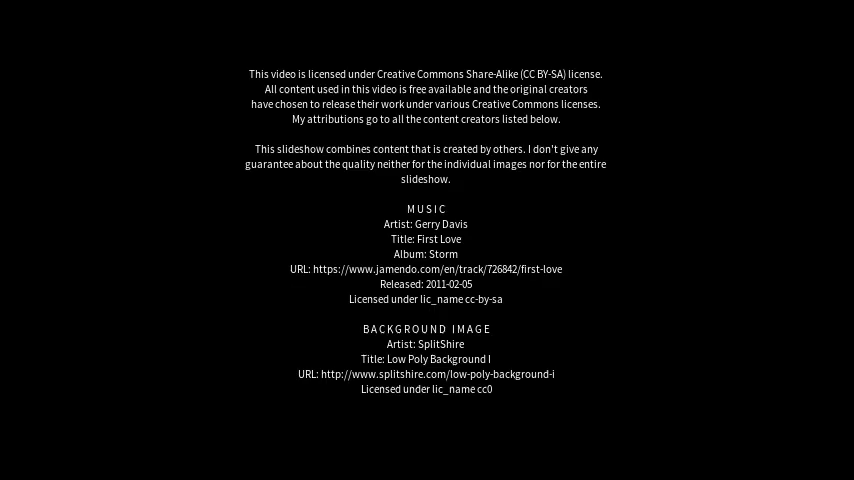 This video is licensed under Creative Commons Share-Alike (CC BY-SA) license.
All content used in this video is free available and the original creators
have chosen to release their work under various Creative Commons licenses.
My attributions go to all the content creators listed below.
This slideshow combines content that is created by others. I don't give any
guarantee about the quality neither for the individual images nor for the entire
slideshow.
MUSIC
Artist: Gerry Davis
Title: First Love
Album: Storm
URL: https://www.jamendo.com/en/track/726842/first-love
Released: 2011-02-05
Licensed under lic_name cc-by-sa
BACKGROUND IMAGE
Artist: SplitShire
Title: Low Poly Background I
URL: http://www.splitshire.com/low-poly-background-i
Licensed under lic_name cc0